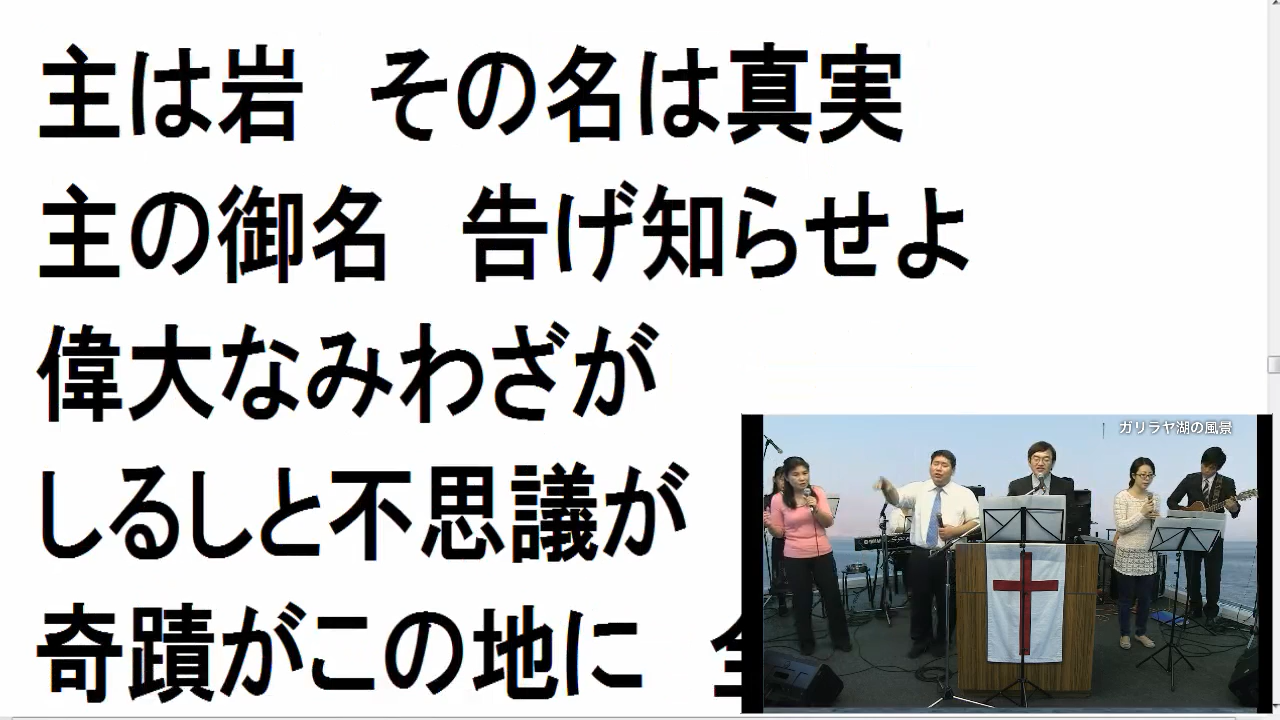 主は岩　その名は真実
主の御名　告げ知らせよ
偉大なみわざが
しるしと不思議が
奇蹟がこの地に
ガリラヤ湖の風景